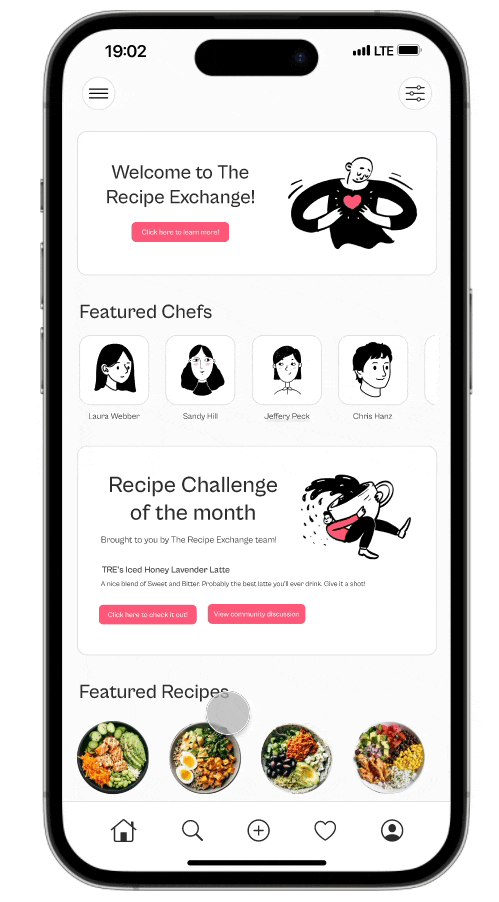 19:02
LTE
Welcome to The
Recipe Exchange!
Click here to learn more!
Featured Chefs
Laura Webber
Sandy Hill
Jeffery Peck
Chris Hanz
Recipe Challenge
of the month
Brought to you by The Recipe Exchange team!
TRE's Iced Honey Lavender Latte
A nice blend of Sweet and Bitter. Probably the best latte you'll ever drink. Give it a shot!
Click here to check it out!
View community discussion
Featured Recipes